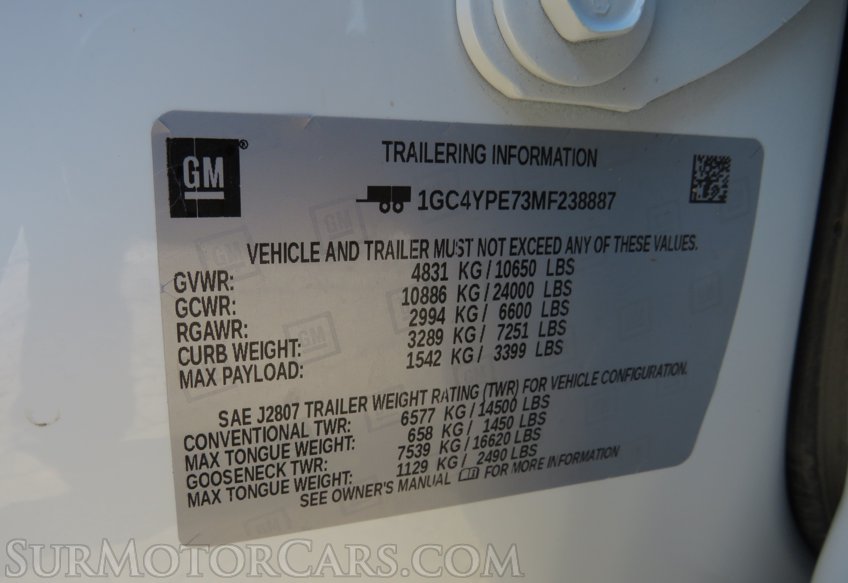 GM®
TRAILERING INFORMATION
1GC4YPE73MF238887
VEHICLE AND TRAILER MUST NOT EXCEED ANY OF THESE VALUES.
GVWR: 4831 KG / 10650 LBS
GCWR: 10886 KG / 24000 LBS
RGAWR: 2994 KG / 6600 LBS
CURB WEIGHT: 3289 KG / 7251 LBS
MAX PAYLOAD: 1542 KG / 3399 LBS
SAE J2807 TRAILER WEIGHT RATING (TWR) FOR VEHICLE CONFIGURATION.
CONVENTIONAL TWR: 6577 KG / 14500 LBS
MAX TONGUE WEIGHT: 658 KG / 1450 LBS
GOOSENECK TWR: 7539 KG / 16620 LBS
MAX TONGUE WEIGHT: 1129 KG / 2490 LBS
SEE OWNER'S MANUAL FOR MORE INFORMATION
SURMOTORCARS.COM